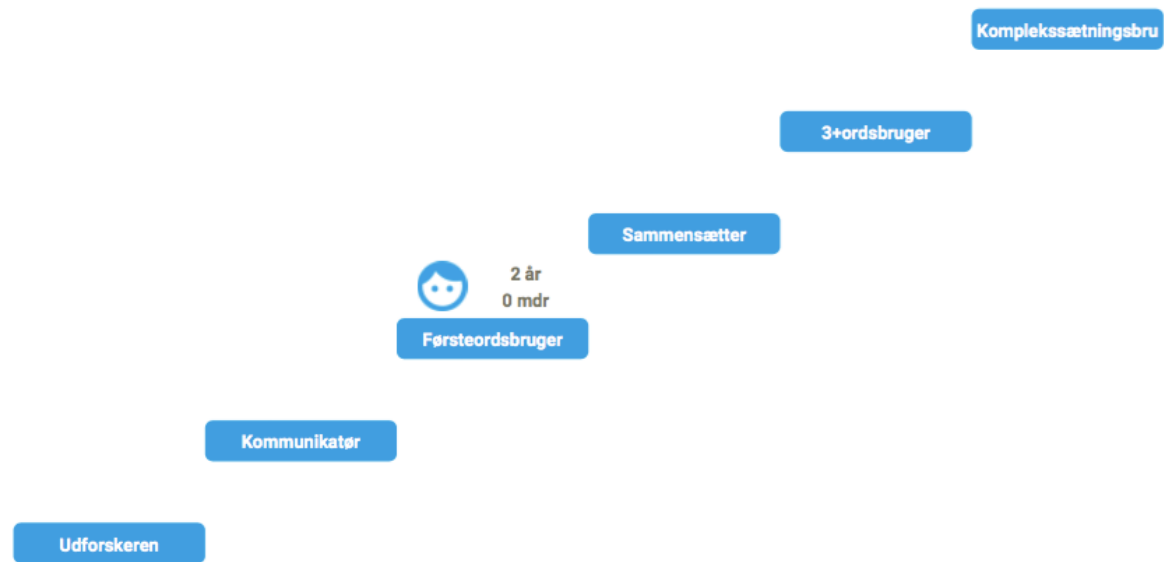 Komplekssætningsbru
3+ordsbruger
Sammensætter
2 år
0 mdr
Førsteordsbruger
Kommunikatør
Udforskeren